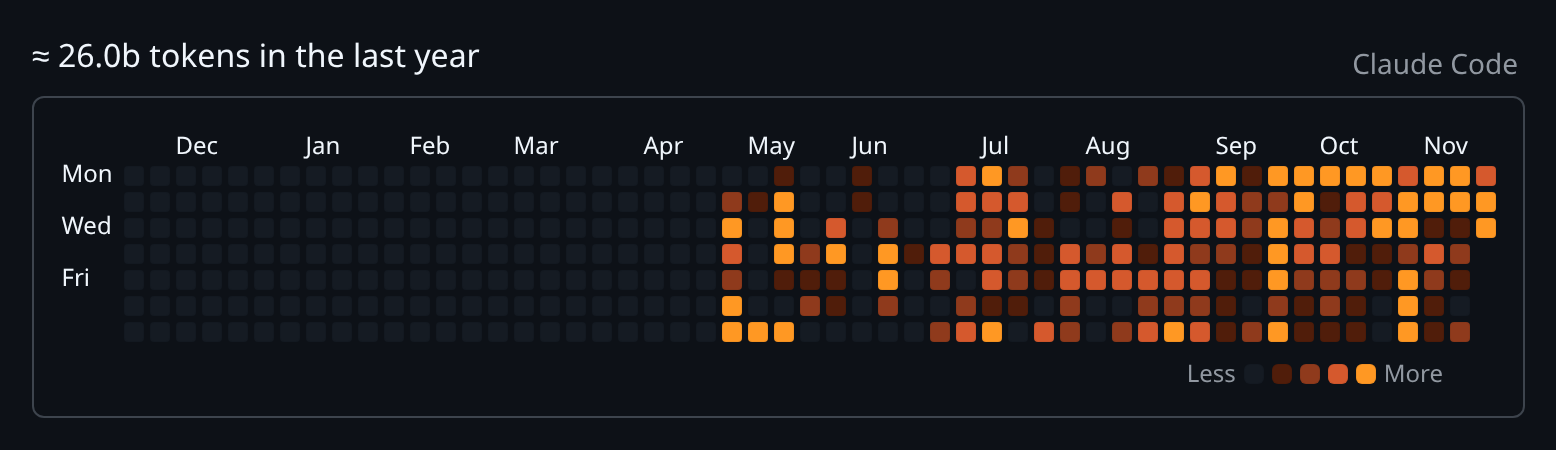 ≈ 26.0b tokens in the last year
Claude Code
Dec Jan Feb Mar Apr May Jun Jul Aug Sep Oct Nov
Mon
Wed
Fri
Less More